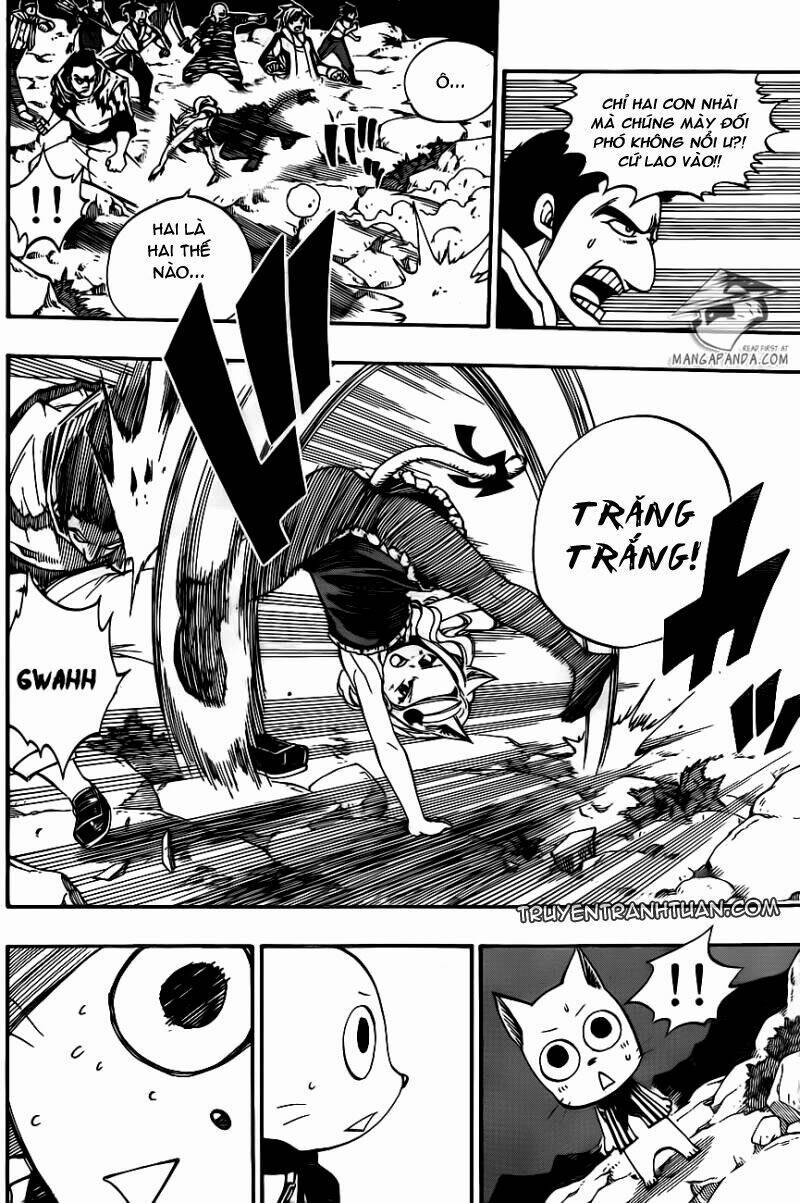 CHỈ HAI CON NHÃI
MÀ CHÚNG MÀY ĐỐI
PHÓ KHÔNG NỔI Ư?!
CỨ LAO VÀO!!
Ô...
!!
HAI LÀ
HAI THẾ
NÀO...
READ FIRST AT
MANGAPANDA.COM
TRĂNG
TRẮNG!
GWAHH
TRUYENTRANHTUAN.COM
!!